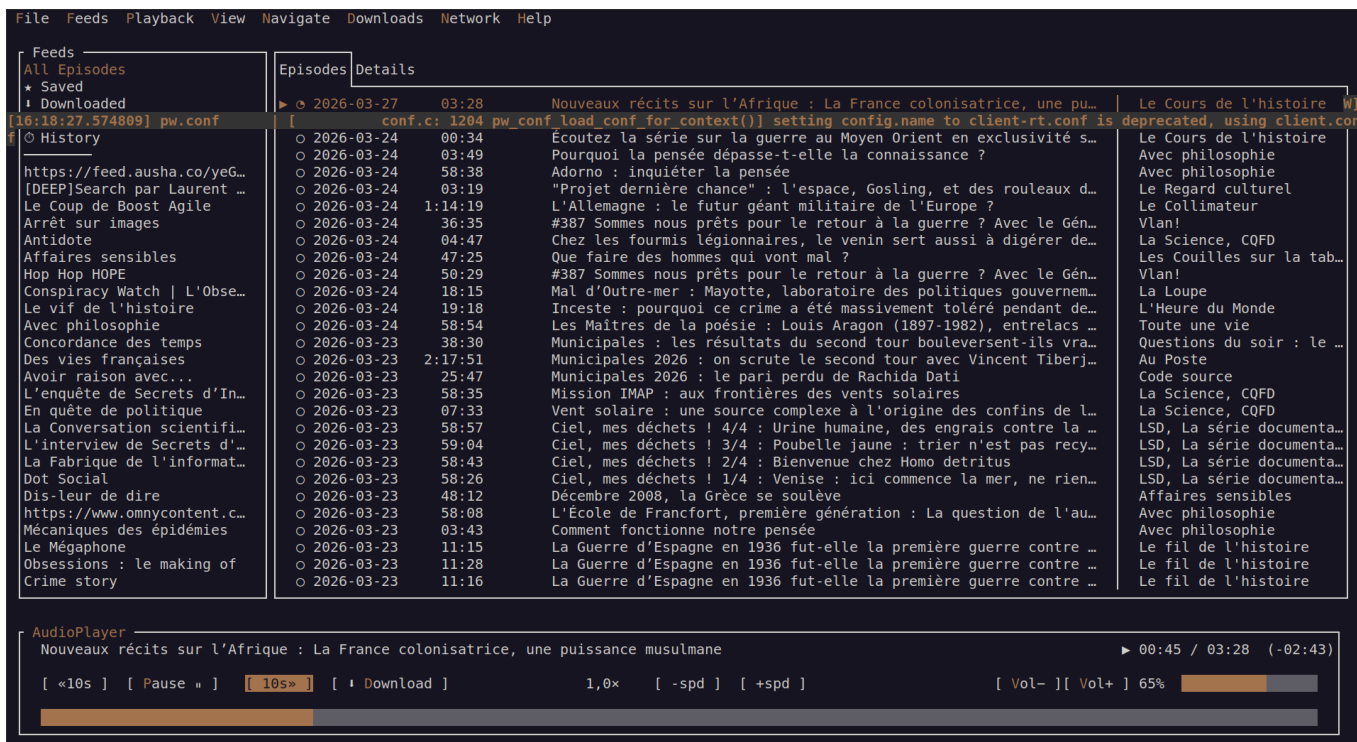 File  Feeds  Playback  View  Navigate  Downloads  Network  Help
Feeds
All Episodes
★ Saved
⬇ Downloaded
Episodes Details
▶ ◔ 2026-03-27 03:28 Nouveaux récits sur l’Afrique : La France colonisatrice, une pu… │ Le Cours de l'histoire W]
[16:18:27.574809] pw.conf | [ conf.c: 1204 pw_conf_load_conf_for_context()] setting config.name to client-rt.conf is deprecated, using client.con
f ⏱ History
○ 2026-03-24 00:34 Écoutez la série sur la guerre au Moyen Orient en exclusivité s… Le Cours de l'histoire
○ 2026-03-24 03:49 Pourquoi la pensée dépasse-t-elle la connaissance ? Avec philosophie
https://feed.ausha.co/yeG… ○ 2026-03-24 58:38 Adorno : inquiéter la pensée Avec philosophie
[DEEP]Search par Laurent … ○ 2026-03-24 03:19 "Projet dernière chance" : l'espace, Gosling, et des rouleaux d… Le Regard culturel
Le Coup de Boost Agile ○ 2026-03-24 1:14:19 L'Allemagne : le futur géant militaire de l'Europe ? Le Collimateur
Arrêt sur images ○ 2026-03-24 36:35 #387 Sommes nous prêts pour le retour à la guerre ? Avec le Gén… Vlan!
Antidote ○ 2026-03-24 04:47 Chez les fourmis légionnaires, le venin sert aussi à digérer de… La Science, CQFD
Affaires sensibles ○ 2026-03-24 47:25 Que faire des hommes qui vont mal ? Les Couilles sur la tab…
Hop Hop HOPE ○ 2026-03-24 50:29 #387 Sommes nous prêts pour le retour à la guerre ? Avec le Gén… Vlan!
Conspiracy Watch | L'Obse… ○ 2026-03-24 18:15 Mal d’Outre-mer : Mayotte, laboratoire des politiques gouvernem… La Loupe
Le vif de l'histoire ○ 2026-03-24 19:18 Inceste : pourquoi ce crime a été massivement toléré pendant de… L'Heure du Monde
Avec philosophie ○ 2026-03-24 58:54 Les Maîtres de la poésie : Louis Aragon (1897-1982), entrelacs … Toute une vie
Concordance des temps ○ 2026-03-23 38:30 Municipales : les résultats du second tour bouleversent-ils vra… Questions du soir : le …
Des vies françaises ○ 2026-03-23 2:17:51 Municipales 2026 : on scrute le second tour avec Vincent Tiberj… Au Poste
Avoir raison avec... ○ 2026-03-23 25:47 Municipales 2026 : le pari perdu de Rachida Dati Code source
L’enquête de Secrets d’In… ○ 2026-03-23 58:35 Mission IMAP : aux frontières des vents solaires La Science, CQFD
En quête de politique ○ 2026-03-23 07:33 Vent solaire : une source complexe à l'origine des confins de l… La Science, CQFD
La Conversation scientifi… ○ 2026-03-23 58:57 Ciel, mes déchets ! 4/4 : Urine humaine, des engrais contre la … LSD, La série documenta…
L'interview de Secrets d'… ○ 2026-03-23 59:04 Ciel, mes déchets ! 3/4 : Poubelle jaune : trier n'est pas recy… LSD, La série documenta…
La Fabrique de l'informat… ○ 2026-03-23 58:43 Ciel, mes déchets ! 2/4 : Bienvenue chez Homo detritus LSD, La série documenta…
Dot Social ○ 2026-03-23 58:26 Ciel, mes déchets ! 1/4 : Venise : ici commence la mer, ne rien… LSD, La série documenta…
Dis-leur de dire ○ 2026-03-23 48:12 Décembre 2008, la Grèce se soulève Affaires sensibles
https://www.omnycontent.c… ○ 2026-03-23 58:08 L'École de Francfort, première génération : La question de l'au… Avec philosophie
Mécaniques des épidémies ○ 2026-03-23 03:43 Comment fonctionne notre pensée Avec philosophie
Le Mégaphone ○ 2026-03-23 11:15 La Guerre d’Espagne en 1936 fut-elle la première guerre contre … Le fil de l'histoire
Obsessions : le making of ○ 2026-03-23 11:28 La Guerre d’Espagne en 1936 fut-elle la première guerre contre … Le fil de l'histoire
Crime story ○ 2026-03-23 11:16 La Guerre d’Espagne en 1936 fut-elle la première guerre contre … Le fil de l'histoire
AudioPlayer
Nouveaux récits sur l’Afrique : La France colonisatrice, une puissance musulmane ▶ 00:45 / 03:28 (-02:43)
[ «10s ] [ Pause ⏸ ] [ 10s» ] [ ⬇ Download ] 1,0× [ -spd ] [ +spd ] [ Vol− ][ Vol+ ] 65%